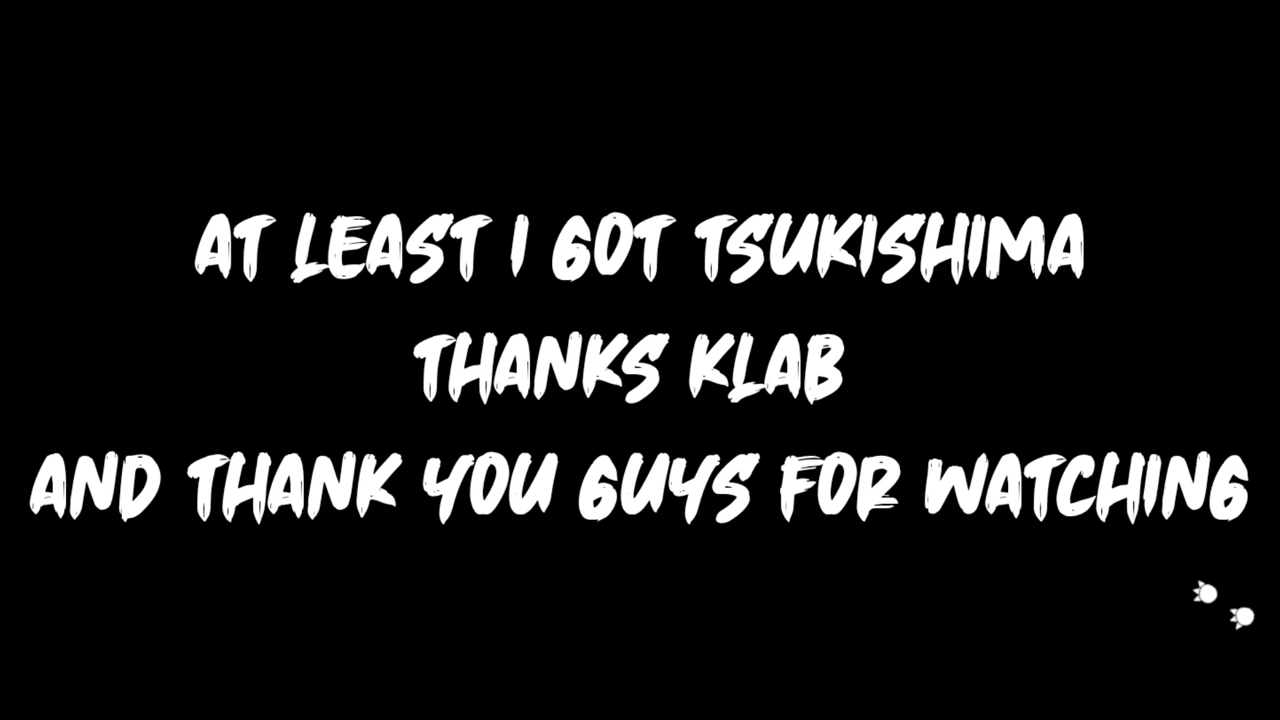 AT LEAST I GOT TSUKISHIMA
THANKS KLAB
AND THANK YOU GUYS FOR WATCHING